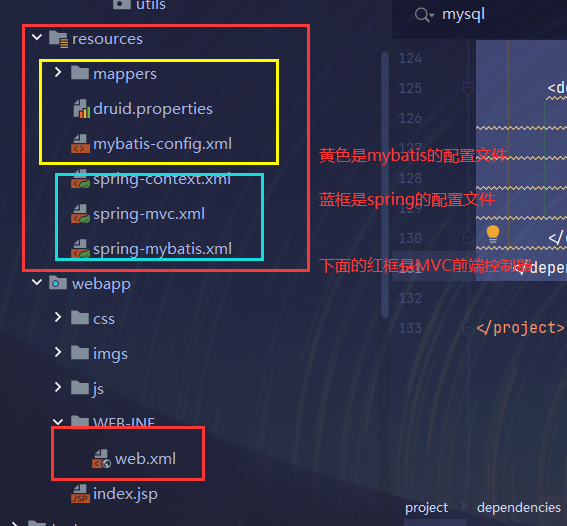 utils
mysql
resources
mappers
druid.properties
mybatis-config.xml
spring-context.xml
spring-mvc.xml
spring-mybatis.xml
webapp
css
imgs
js
WEB-INF
web.xml
index.jsp
黄色是mybatis的配置文件
蓝框是spring的配置文件
下面的红框是MVC前端控制器
124
125
<de
126
127
128
129
130
</d
131
</depen
132
133
</project>
project
dependencies